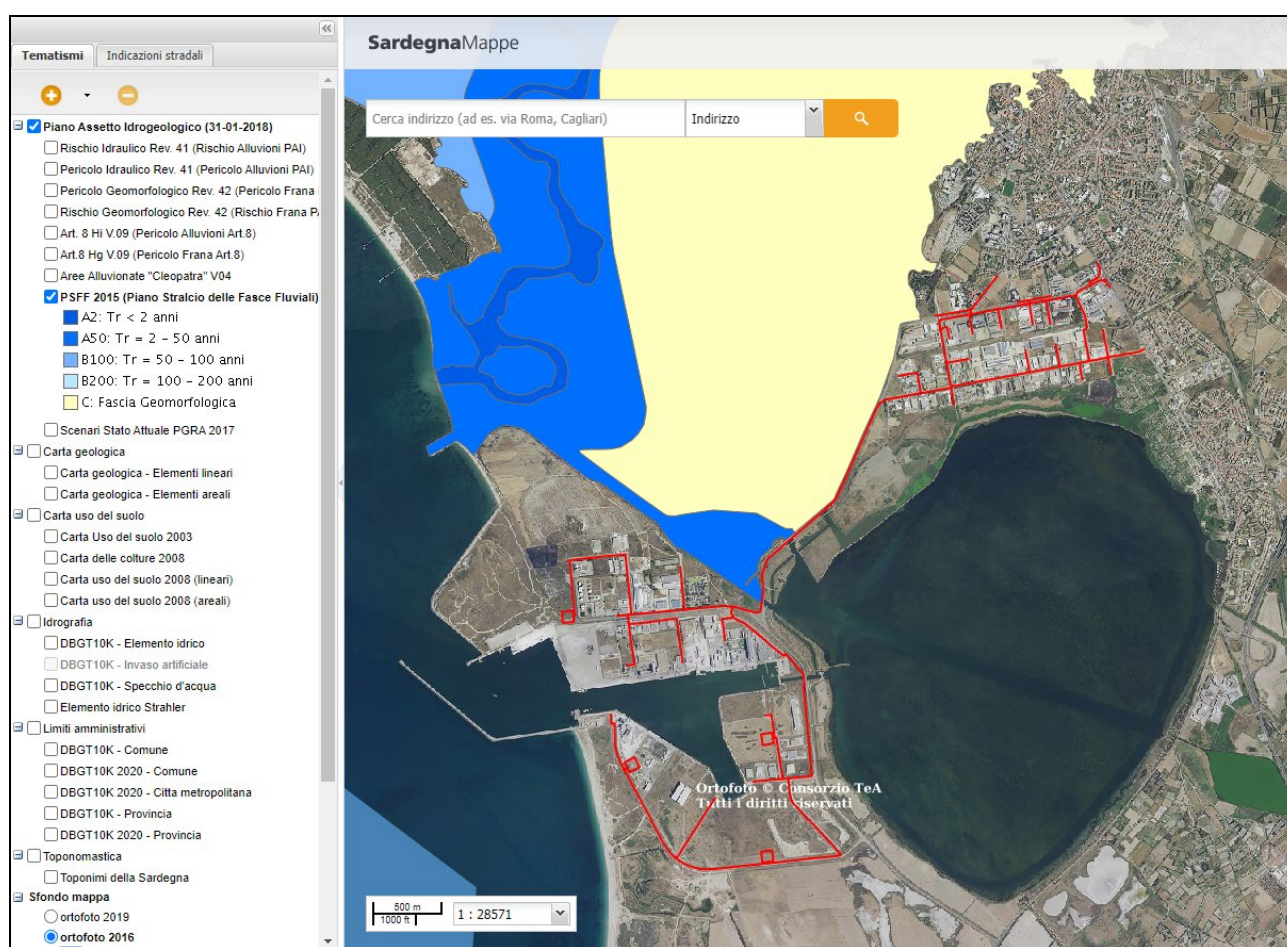 Tematismi
Indicazioni stradali
Piano Assetto Idrogeologico (31-01-2018)
Rischio Idraulico Rev. 41 (Rischio Alluvioni PAI)
Pericolo Idraulico Rev. 41 (Pericolo Alluvioni PAI)
Pericolo Geomorfologico Rev. 42 (Pericolo Frana
Rischio Geomorfologico Rev. 42 (Rischio Frana P
Art. 8 Hi V.09 (Pericolo Alluvioni Art.8)
Art.8 Hg V.09 (Pericolo Frana Art.8)
Aree Alluvionate "Cleopatra" V04
PSFF 2015 (Piano Stralcio delle Fasce Fluviali)
A2: Tr < 2 anni
A50: Tr = 2 - 50 anni
B100: Tr = 50 - 100 anni
B200: Tr = 100 - 200 anni
C: Fascia Geomorfologica
Scenari Stato Attuale PGRA 2017
Carta geologica
Carta geologica - Elementi lineari
Carta geologica - Elementi areali
Carta uso del suolo
Carta Uso del suolo 2003
Carta delle colture 2008
Carta uso del suolo 2008 (lineari)
Carta uso del suolo 2008 (areali)
Idrografia
DBGT10K - Elemento idrico
DBGT10K - Invaso artificiale
DBGT10K - Specchio d'acqua
Elemento idrico Strahler
Limiti amministrativi
DBGT10K - Comune
DBGT10K 2020 - Comune
DBGT10K 2020 - Citta metropolitana
DBGT10K - Provincia
DBGT10K 2020 - Provincia
Toponomastica
Toponimi della Sardegna
Sfondo mappa
ortofoto 2019
ortofoto 2016
SardegnaMappe
Cerca indirizzo (ad es. via Roma, Cagliari)
Indirizzo
Ortofoto © Consorzio TeA
Tutti i diritti riservati
500 m
1000 ft
1 : 28571